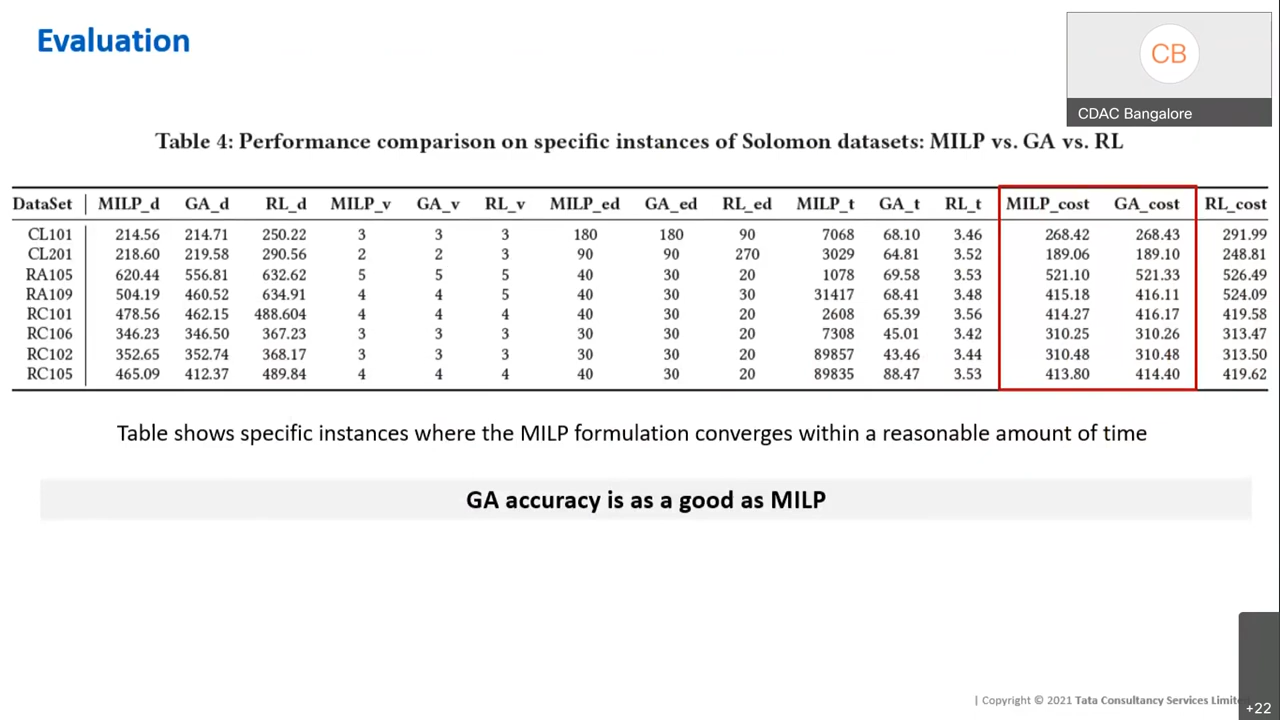 Evaluation
CB
CDAC Bangalore
Table 4: Performance comparison on specific instances of Solomon datasets: MILP vs. GA vs. RL
DataSet MILP_d GA_d RL_d MILP_v GA_v RL_v MILP_ed GA_ed RL_ed MILP_t GA_t RL_t MILP_cost GA_cost RL_cost
CL101 214.56 214.71 250.22 3 3 3 180 180 90 7068 68.10 3.46 268.42 268.43 291.99
CL201 218.60 219.58 290.56 2 2 3 90 90 270 3029 64.81 3.52 189.06 189.10 248.81
RA105 620.44 556.81 632.62 5 5 5 40 30 20 1078 69.58 3.53 521.10 521.33 526.49
RA109 504.19 460.52 634.91 4 4 5 40 30 30 31417 68.41 3.48 415.18 416.11 524.09
RC101 478.56 462.15 488.604 4 4 4 40 30 20 2608 65.39 3.56 414.27 416.17 419.58
RC106 346.23 346.50 367.23 3 3 3 30 30 20 7308 45.01 3.42 310.25 310.26 313.47
RC102 352.65 352.74 368.17 3 3 3 30 30 20 89857 43.46 3.44 310.48 310.48 313.50
RC105 465.09 412.37 489.84 4 4 4 40 30 20 89835 88.47 3.53 413.80 414.40 419.62
Table shows specific instances where the MILP formulation converges within a reasonable amount of time
GA accuracy is as a good as MILP
| Copyright © 2021 Tata Consultancy Services
+22